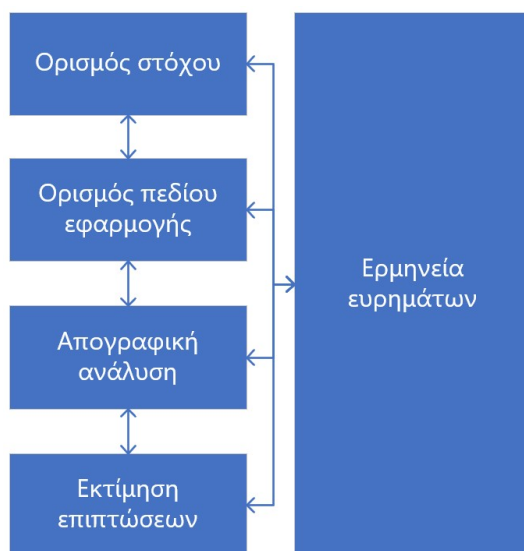 Ορισμός στόχου
Ορισμός πεδίου
εφαρμογής
Απογραφική
ανάλυση
Εκτίμηση
επιπτώσεων
Ερμηνεία
ευρημάτων